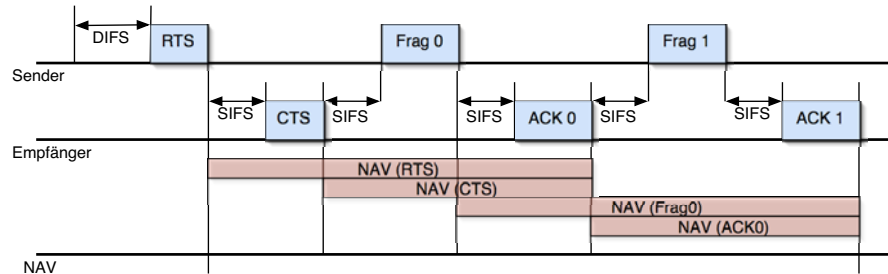 DIFS
RTS
Frag 0
Frag 1
Sender
SIFS
CTS
SIFS
SIFS
ACK 0
SIFS
SIFS
ACK 1
Empfänger
NAV (RTS)
NAV (CTS)
NAV (Frag0)
NAV (ACK0)
NAV